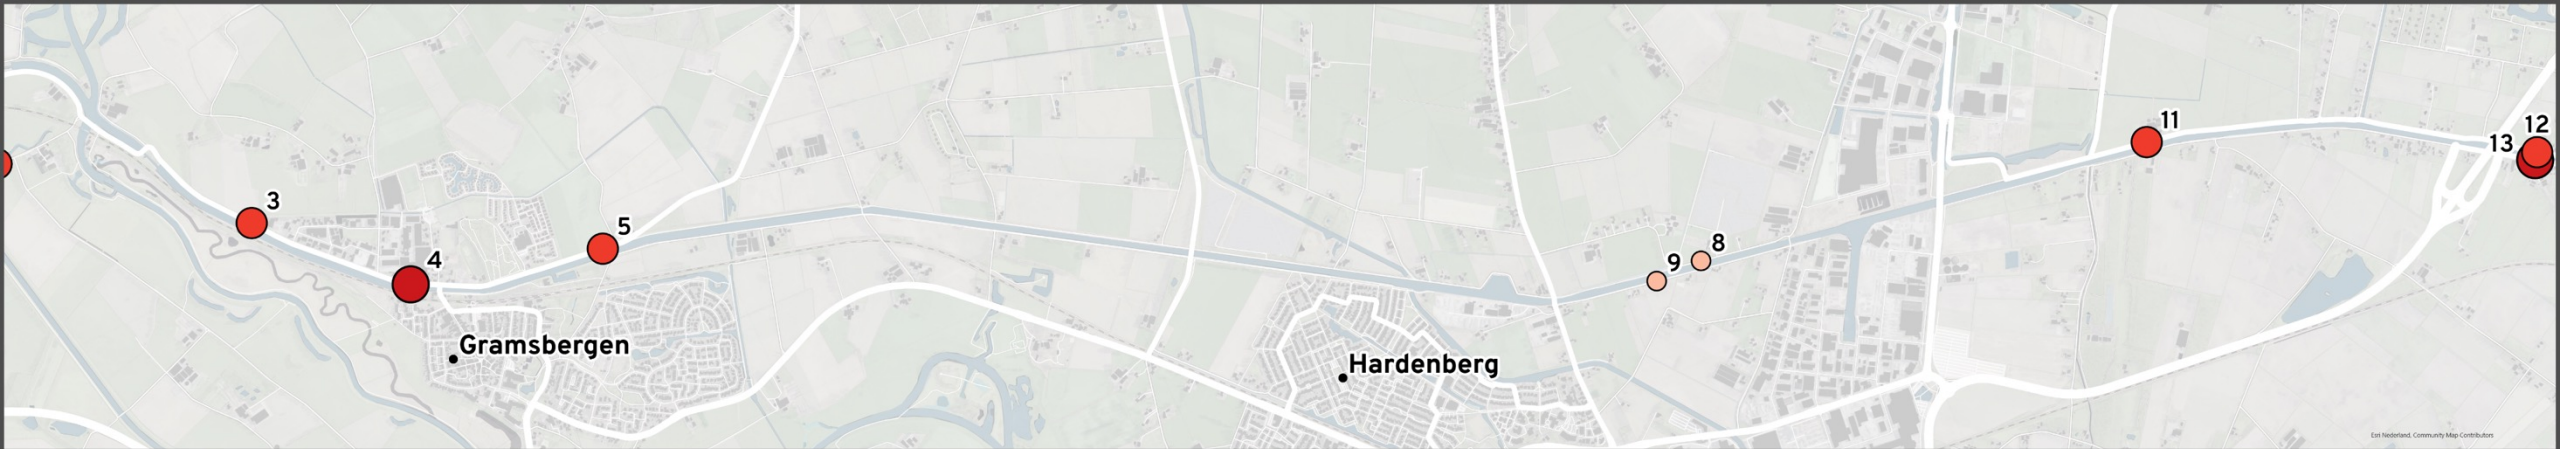 3
4
5
Gramsbergen
Hardenberg
9
8
11
12
13
Esri Nederland, Community Map Contributors